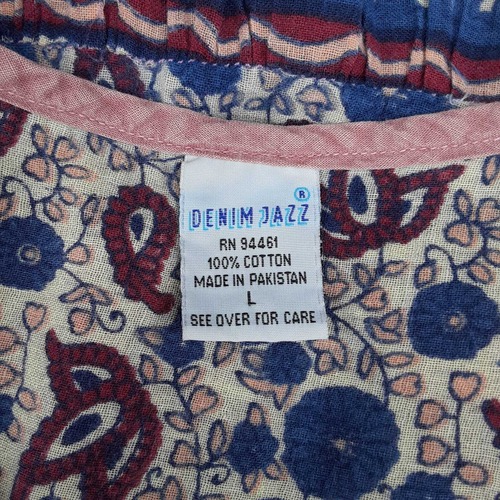 DENIM JAZZ ®
RN 94461
100% COTTON
MADE IN PAKISTAN
L
SEE OVER FOR CARE